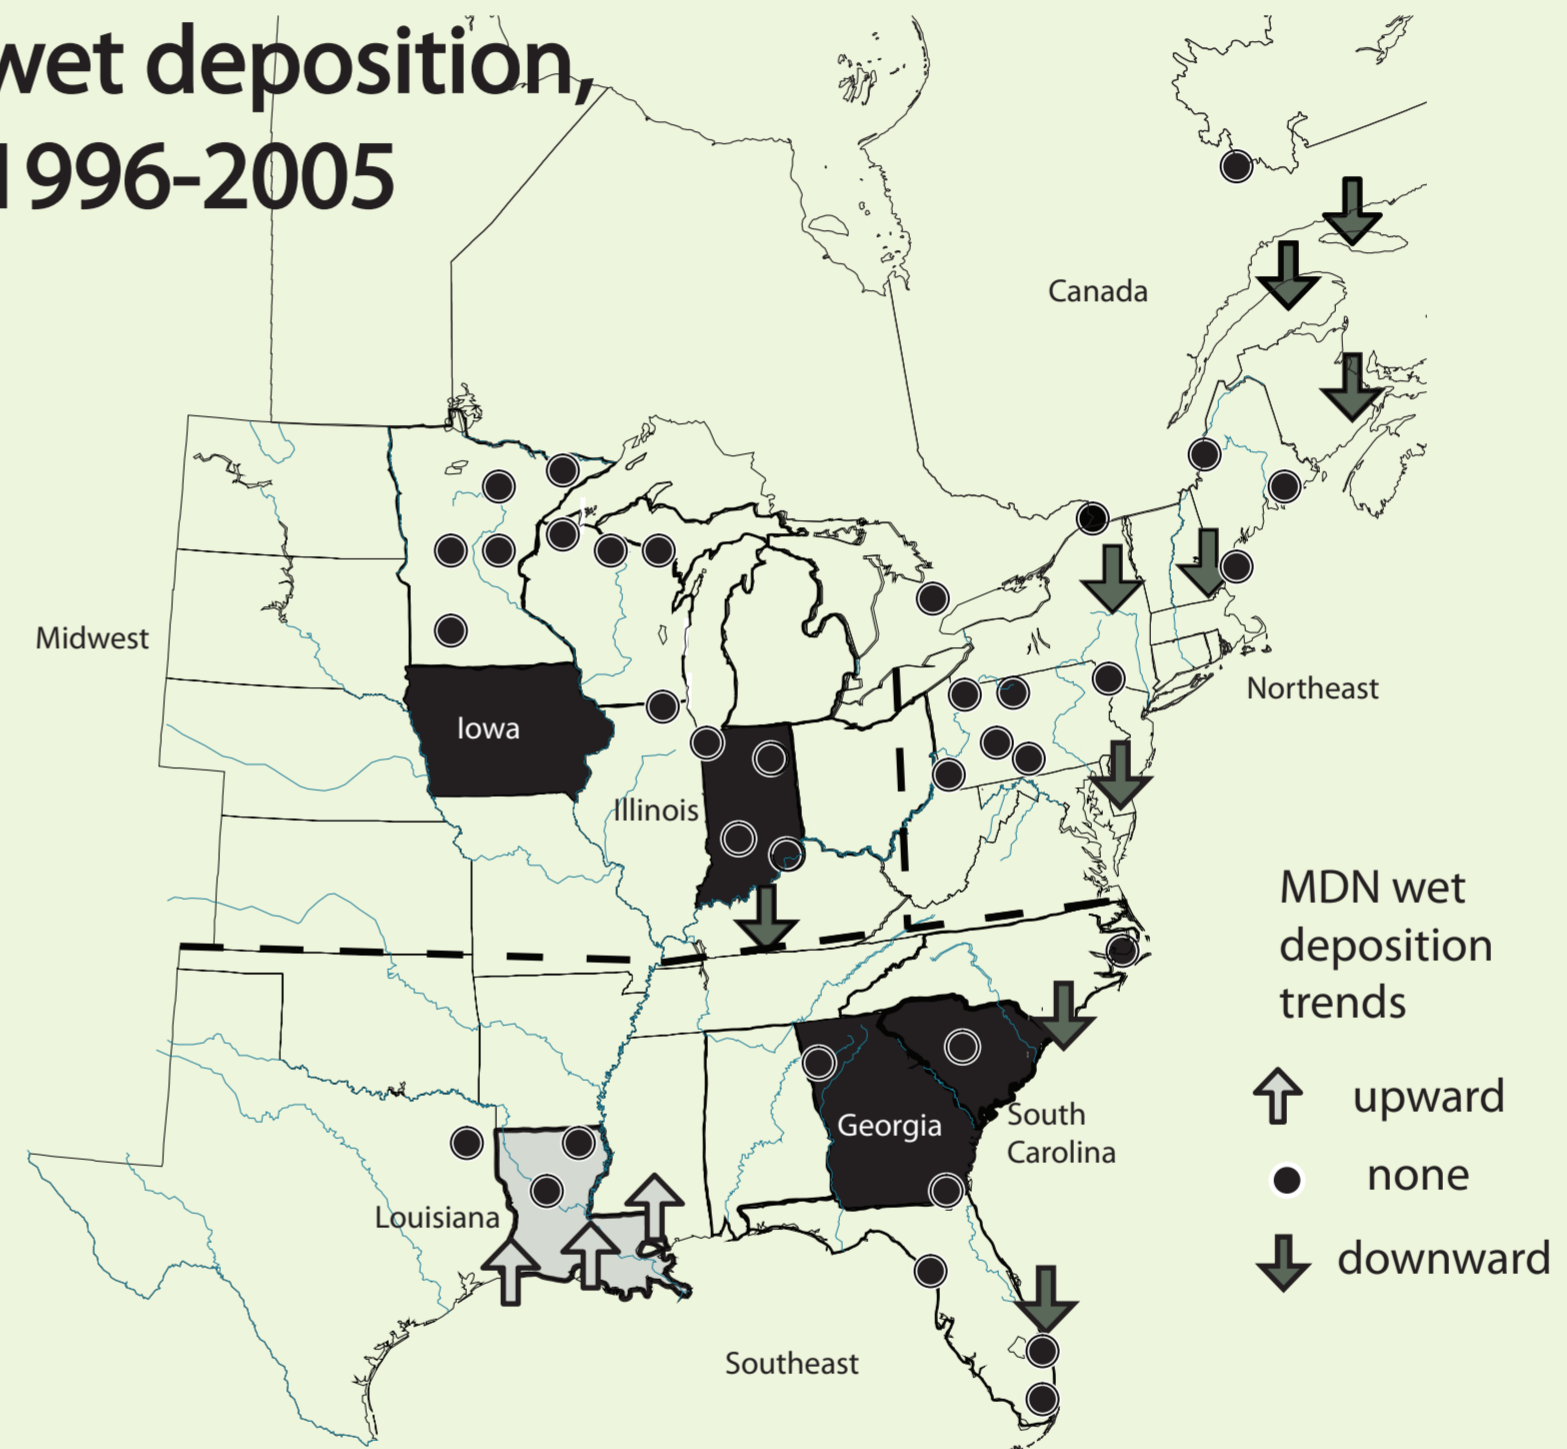 wet deposition,
1996-2005
Canada
Midwest
Northeast
Iowa
Illinois
MDN wet
deposition
trends
upward
none
downward
Georgia
South
Carolina
Louisiana
Southeast